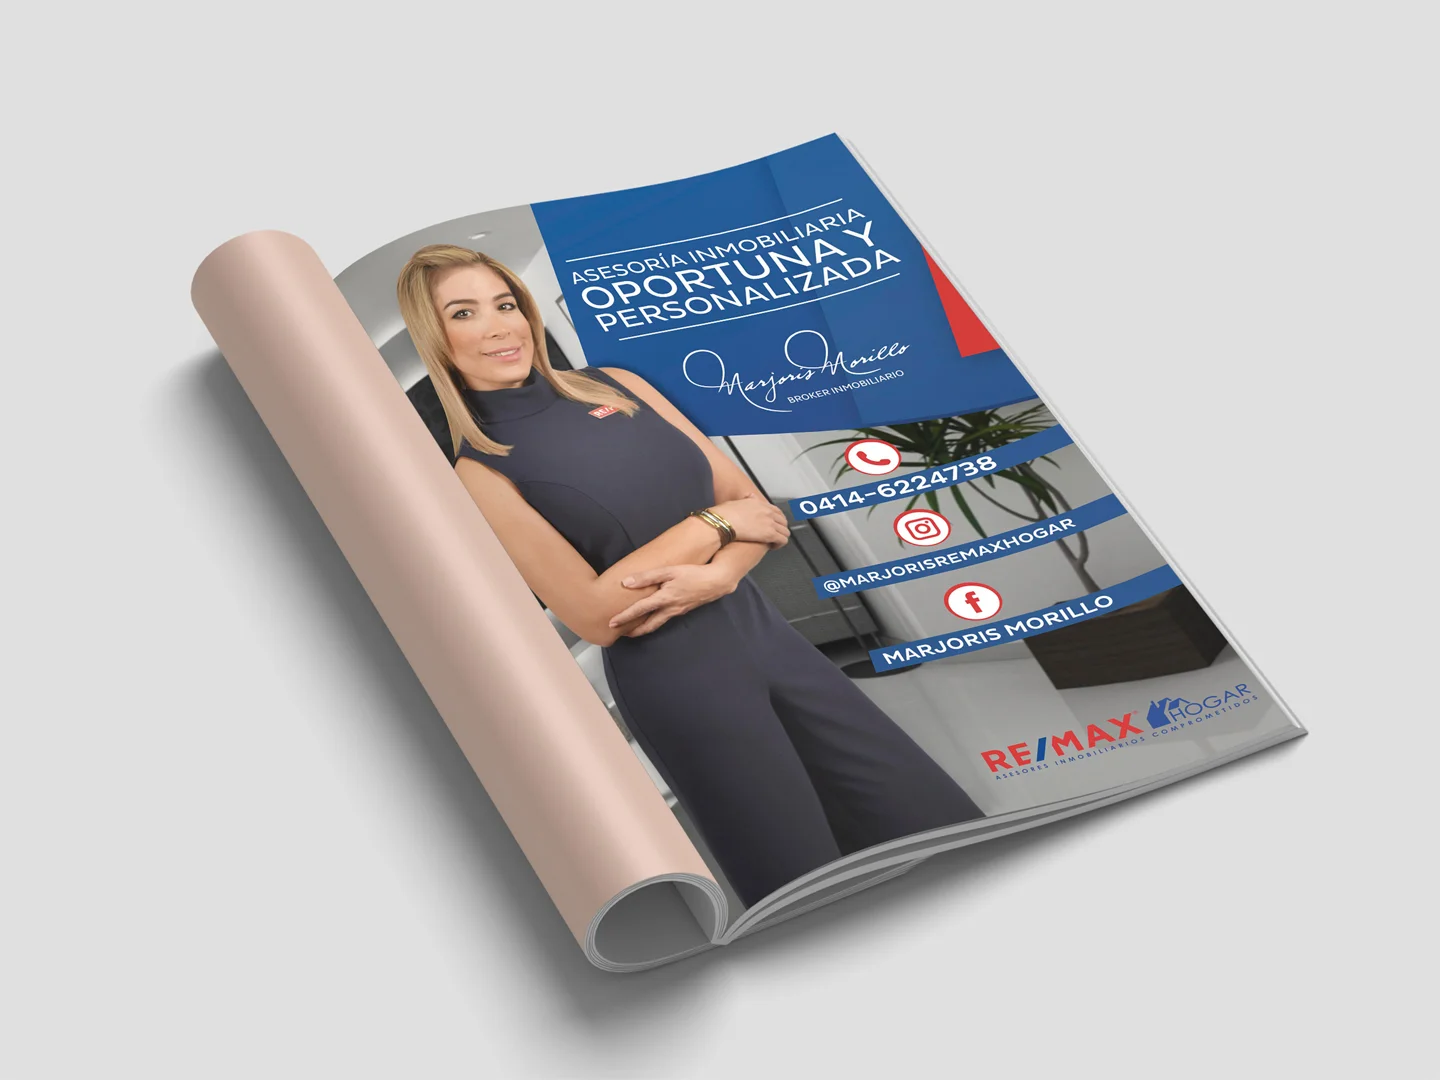 ASESORÍA INMOBILIARIA
OPORTUNA Y
PERSONALIZADA
Marjoris Morillo
BROKER INMOBILIARIO
RE/
0414-6224738
@MARJORISREMAXHOGAR
MARJORIS MORILLO
RE/MAX HOGAR
ASESORES INMOBILIARIOS COMPROMETIDOS